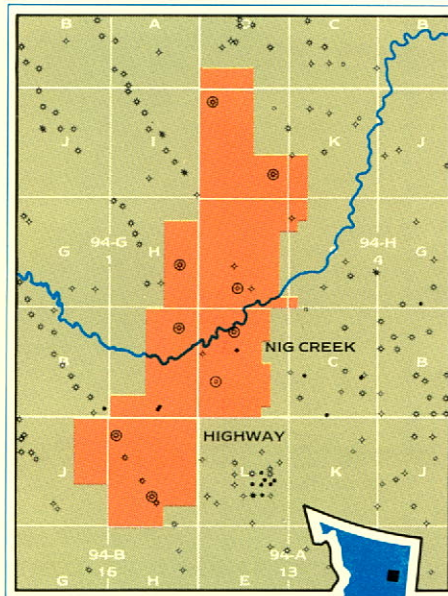 B A D C B
J I L K J
94-G 94-H
G 1 H E F G 4
NIG CREEK
B A D C B
HIGHWAY
J I L K J
94-B 94-A
16 13
G H E